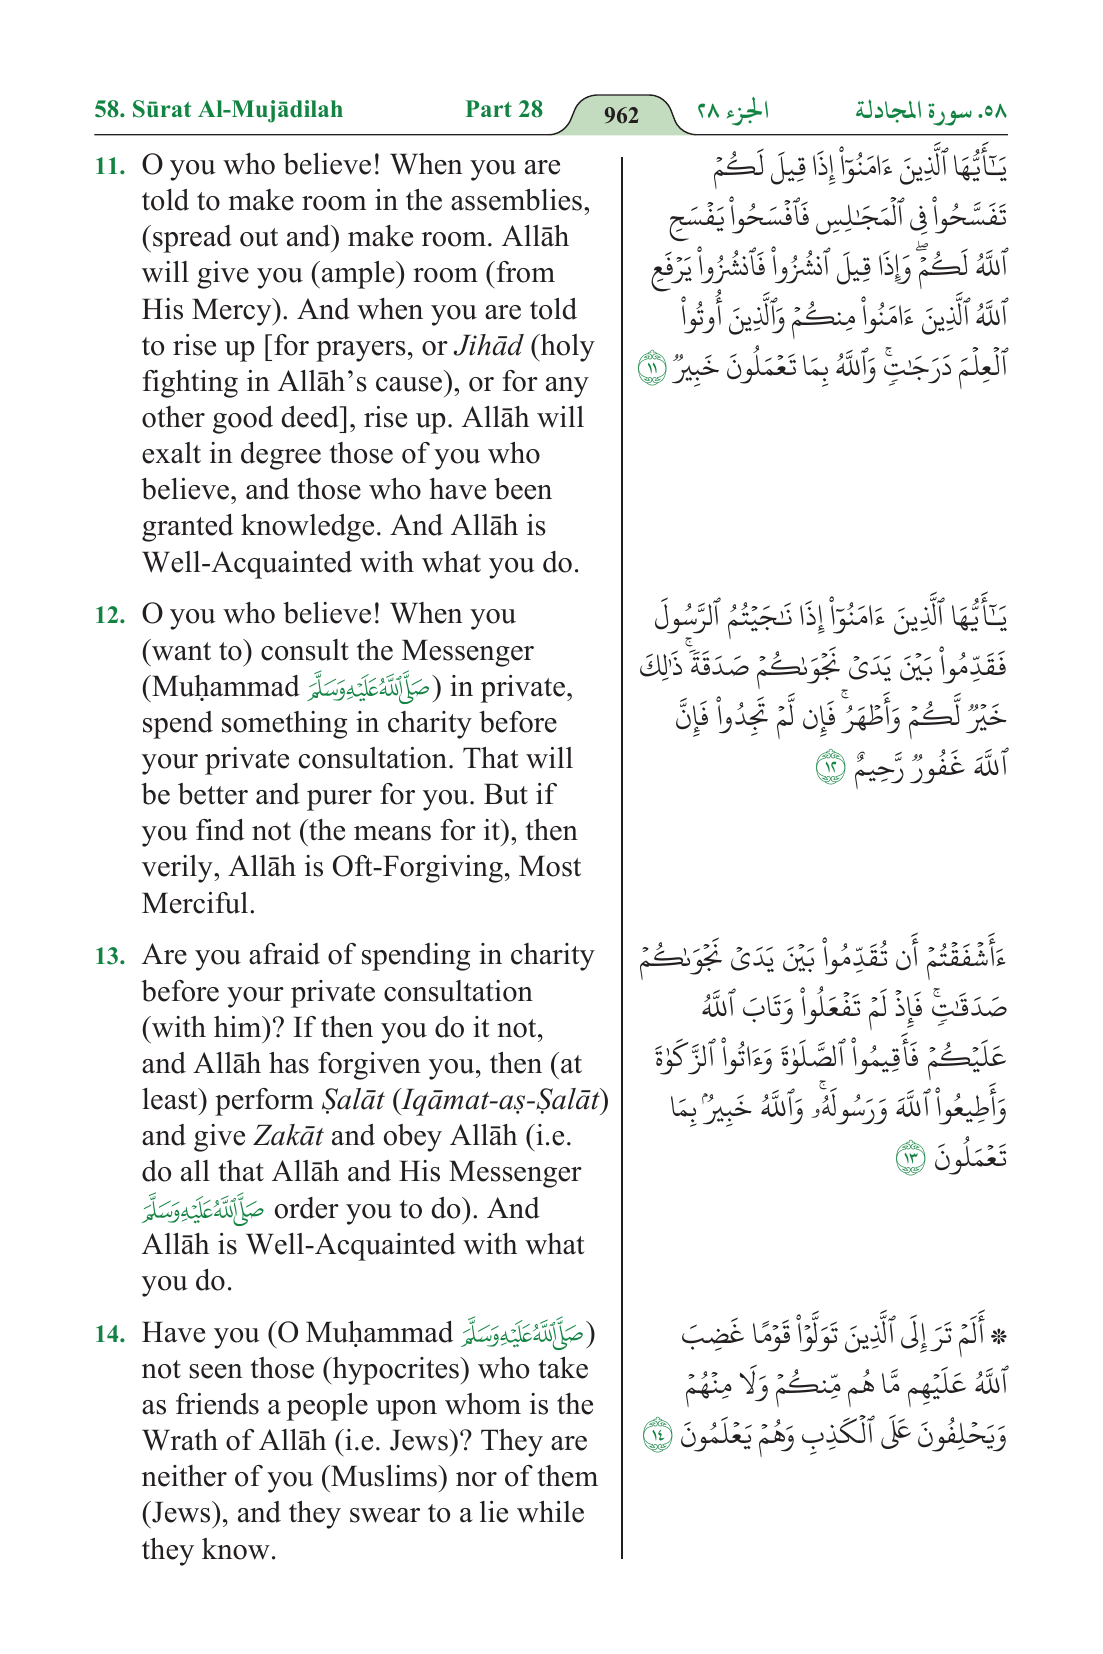 58. Sūrat Al-Mujādilah Part 28 962 الجزء ٢٨ ٥٨. سورة المجادلة
11. O you who believe! When you are
told to make room in the assemblies,
(spread out and) make room. Allāh
will give you (ample) room (from
His Mercy). And when you are told
to rise up [for prayers, or Jihād (holy
fighting in Allāh’s cause), or for any
other good deed], rise up. Allāh will
exalt in degree those of you who
believe, and those who have been
granted knowledge. And Allāh is
Well-Acquainted with what you do.
يَـٰٓأَيُّهَا ٱلَّذِينَ ءَامَنُوٓا۟ إِذَا قِيلَ لَكُمْ
تَفَسَّحُوا۟ فِى ٱلْمَجَـٰلِسِ فَٱفْسَحُوا۟ يَفْسَحِ
ٱللَّهُ لَكُمْ ۖ وَإِذَا قِيلَ ٱنشُزُوا۟ فَٱنشُزُوا۟ يَرْفَعِ
ٱللَّهُ ٱلَّذِينَ ءَامَنُوا۟ مِنكُمْ وَٱلَّذِينَ أُوتُوا۟
ٱلْعِلْمَ دَرَجَـٰتٍ ۚ وَٱللَّهُ بِمَا تَعْمَلُونَ خَبِيرٌ ١١
12. O you who believe! When you
(want to) consult the Messenger
(Muḥammad صَلَّى ٱللَّهُ عَلَيْهِ وَسَلَّمَ) in private,
spend something in charity before
your private consultation. That will
be better and purer for you. But if
you find not (the means for it), then
verily, Allāh is Oft-Forgiving, Most
Merciful.
يَـٰٓأَيُّهَا ٱلَّذِينَ ءَامَنُوٓا۟ إِذَا نَـٰجَيْتُمُ ٱلرَّسُولَ
فَقَدِّمُوا۟ بَيْنَ يَدَىْ نَجْوَىٰكُمْ صَدَقَةً ۚ ذَٰلِكَ
خَيْرٌ لَّكُمْ وَأَطْهَرُ ۚ فَإِن لَّمْ تَجِدُوا۟ فَإِنَّ
ٱللَّهَ غَفُورٌ رَّحِيمٌ ١٢
13. Are you afraid of spending in charity
before your private consultation
(with him)? If then you do it not,
and Allāh has forgiven you, then (at
least) perform Ṣalāt (Iqāmat-aṣ-Ṣalāt)
and give Zakāt and obey Allāh (i.e.
do all that Allāh and His Messenger
صَلَّى ٱللَّهُ عَلَيْهِ وَسَلَّمَ order you to do). And
Allāh is Well-Acquainted with what
you do.
ءَأَشْفَقْتُمْ أَن تُقَدِّمُوا۟ بَيْنَ يَدَىْ نَجْوَىٰكُمْ
صَدَقَـٰتٍ ۚ فَإِذْ لَمْ تَفْعَلُوا۟ وَتَابَ ٱللَّهُ
عَلَيْكُمْ فَأَقِيمُوا۟ ٱلصَّلَوٰةَ وَءَاتُوا۟ ٱلزَّكَوٰةَ
وَأَطِيعُوا۟ ٱللَّهَ وَرَسُولَهُۥ ۚ وَٱللَّهُ خَبِيرٌۢ بِمَا
تَعْمَلُونَ ١٣
14. Have you (O Muḥammad صَلَّى ٱللَّهُ عَلَيْهِ وَسَلَّمَ)
not seen those (hypocrites) who take
as friends a people upon whom is the
Wrath of Allāh (i.e. Jews)? They are
neither of you (Muslims) nor of them
(Jews), and they swear to a lie while
they know.
۞ أَلَمْ تَرَ إِلَى ٱلَّذِينَ تَوَلَّوْا۟ قَوْمًا غَضِبَ
ٱللَّهُ عَلَيْهِم مَّا هُم مِّنكُمْ وَلَا مِنْهُمْ
وَيَحْلِفُونَ عَلَى ٱلْكَذِبِ وَهُمْ يَعْلَمُونَ ١٤